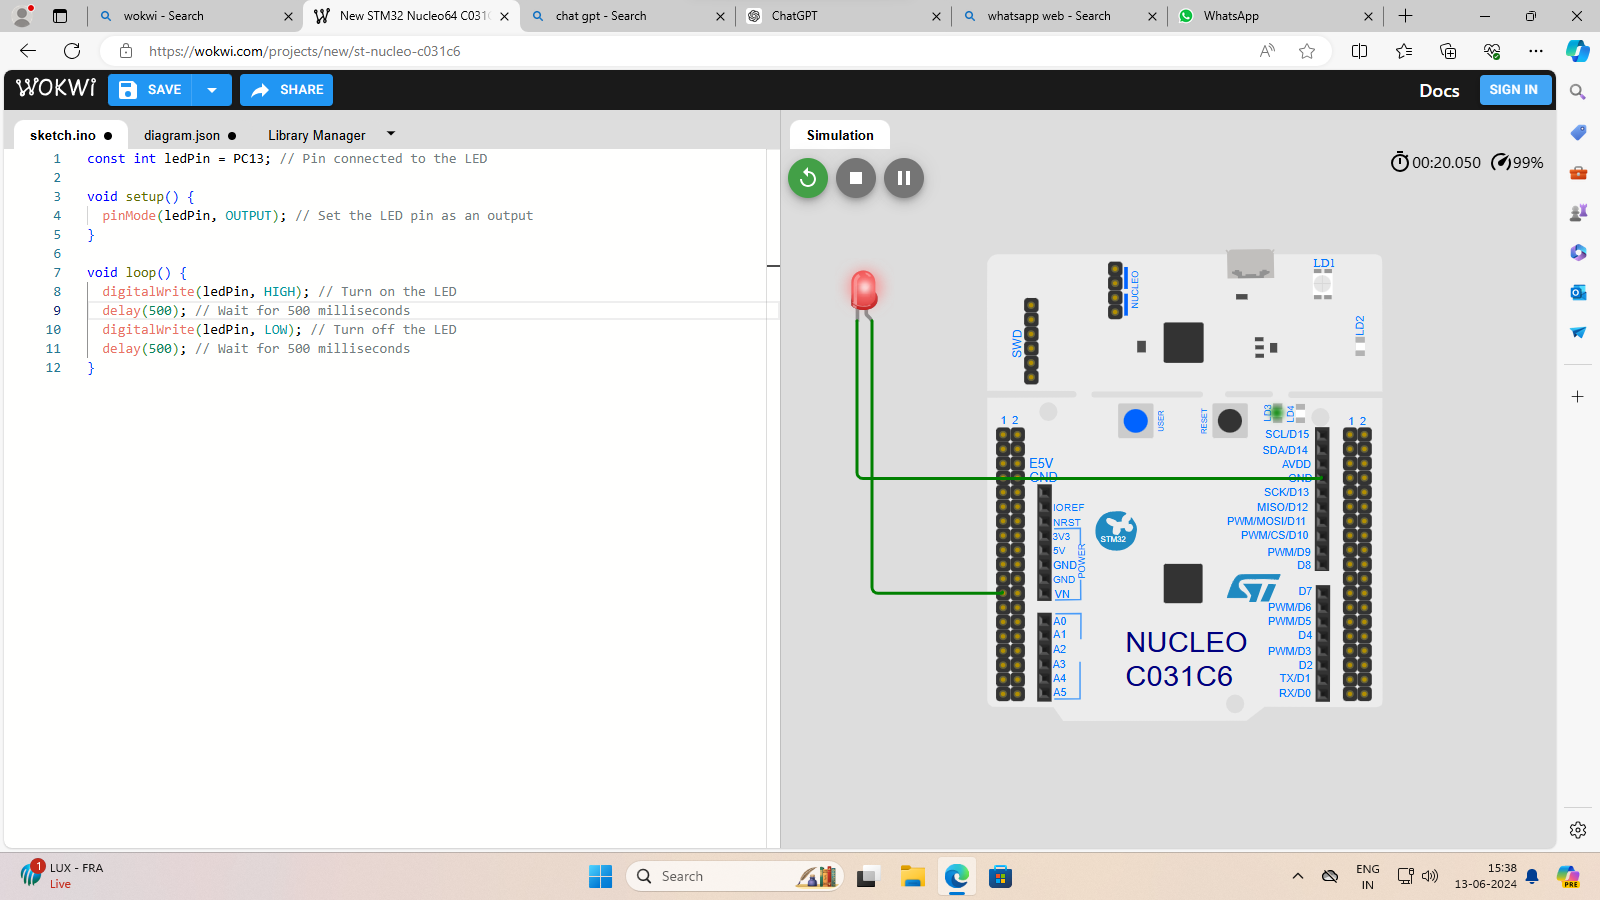 wokwi - Search
New STM32 Nucleo64 C031C
chat gpt - Search
ChatGPT
whatsapp web - Search
WhatsApp
https://wokwi.com/projects/new/st-nucleo-c031c6
WOKWi
SAVE
SHARE
Docs
SIGN IN
sketch.ino
diagram.json
Library Manager
Simulation
00:20.050
99%
1 const int ledPin = PC13; // Pin connected to the LED
2
3 void setup() {
4 pinMode(ledPin, OUTPUT); // Set the LED pin as an output
5 }
6
7 void loop() {
8 digitalWrite(ledPin, HIGH); // Turn on the LED
9 delay(500); // Wait for 500 milliseconds
10 digitalWrite(ledPin, LOW); // Turn off the LED
11 delay(500); // Wait for 500 milliseconds
12 }
NUCLEO
LD1
SWD
LD2
1 2
USER
RESET
LD3
LD4
1 2
E5V
GND
IOREF
NRST
3V3
5V
GND
GND
VN
POWER
A0
A1
A2
A3
A4
A5
STM32
NUCLEO
C031C6
SCL/D15
SDA/D14
AVDD
GND
SCK/D13
MISO/D12
PWM/MOSI/D11
PWM/CS/D10
PWM/D9
D8
D7
PWM/D6
PWM/D5
D4
PWM/D3
D2
TX/D1
RX/D0
1
LUX - FRA
Live
Search
ENG
IN
15:38
13-06-2024
PRE